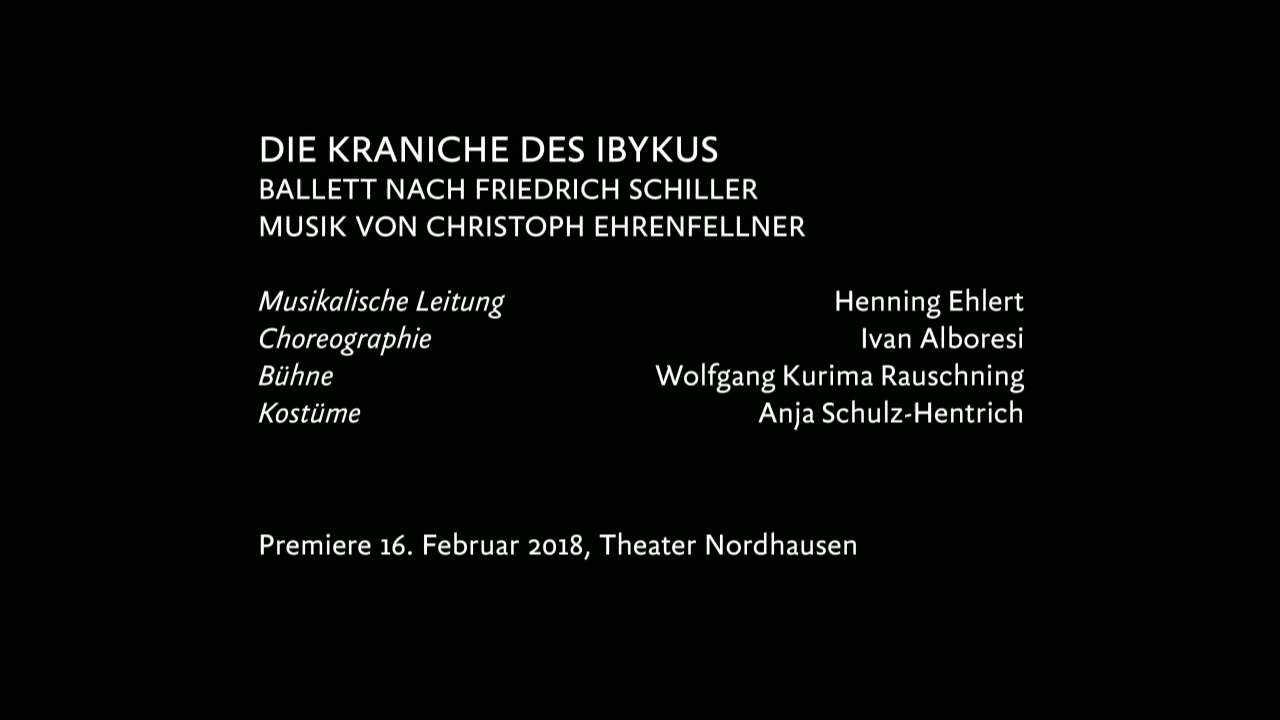 DIE KRANICHE DES IBYKUS
BALLETT NACH FRIEDRICH SCHILLER
MUSIK VON CHRISTOPH EHRENFELLNER
Musikalische Leitung Henning Ehlert
Choreographie Ivan Alboresi
Bühne Wolfgang Kurima Rauschning
Kostüme Anja Schulz-Hentrich
Premiere 16. Februar 2018, Theater Nordhausen